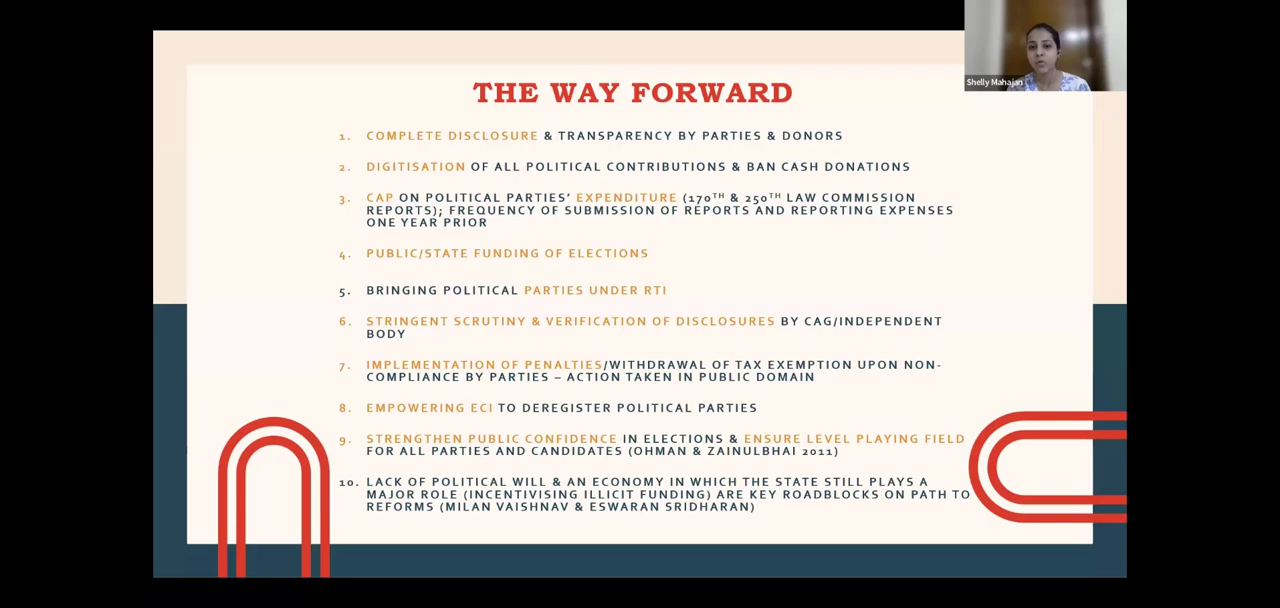 Shelly Mahajan
THE WAY FORWARD
1. COMPLETE DISCLOSURE & TRANSPARENCY BY PARTIES & DONORS
2. DIGITISATION OF ALL POLITICAL CONTRIBUTIONS & BAN CASH DONATIONS
3. CAP ON POLITICAL PARTIES' EXPENDITURE (170TH & 250TH LAW COMMISSION
REPORTS); FREQUENCY OF SUBMISSION OF REPORTS AND REPORTING EXPENSES
ONE YEAR PRIOR
4. PUBLIC/STATE FUNDING OF ELECTIONS
5. BRINGING POLITICAL PARTIES UNDER RTI
6. STRINGENT SCRUTINY & VERIFICATION OF DISCLOSURES BY CAG/INDEPENDENT
BODY
7. IMPLEMENTATION OF PENALTIES/WITHDRAWAL OF TAX EXEMPTION UPON NON-
COMPLIANCE BY PARTIES – ACTION TAKEN IN PUBLIC DOMAIN
8. EMPOWERING ECI TO DEREGISTER POLITICAL PARTIES
9. STRENGTHEN PUBLIC CONFIDENCE IN ELECTIONS & ENSURE LEVEL PLAYING FIELD
FOR ALL PARTIES AND CANDIDATES (OHMAN & ZAINULBHAI 2011)
10. LACK OF POLITICAL WILL & AN ECONOMY IN WHICH THE STATE STILL PLAYS A
MAJOR ROLE (INCENTIVISING ILLICIT FUNDING) ARE KEY ROADBLOCKS ON PATH TO
REFORMS (MILAN VAISHNAV & ESWARAN SRIDHARAN)